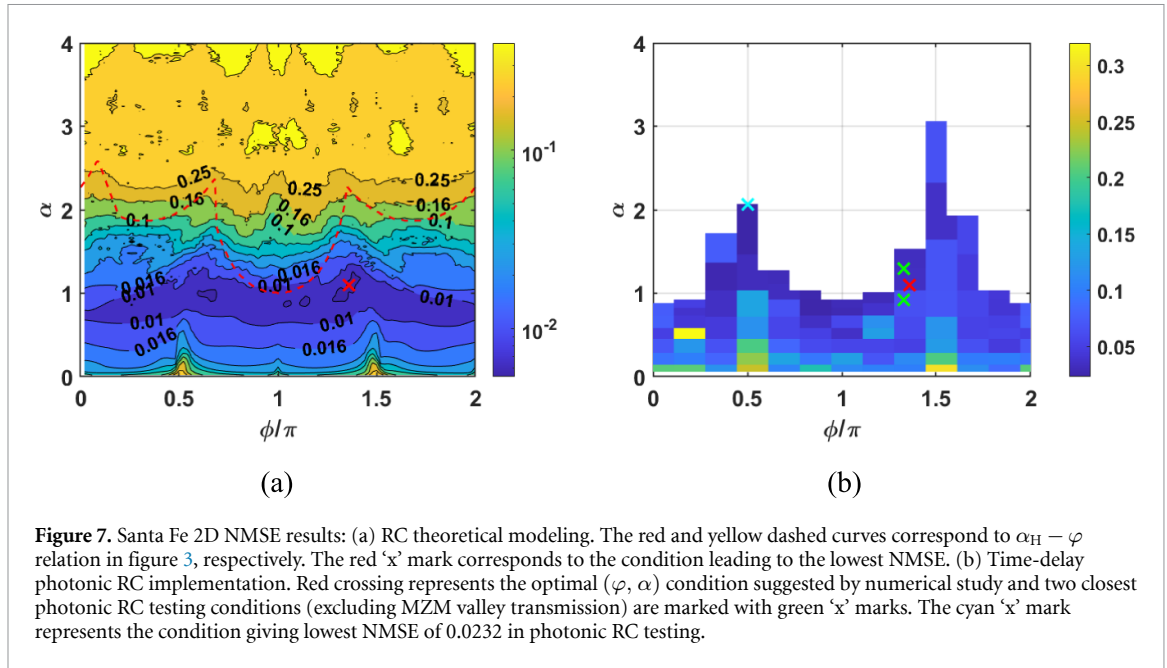 4
3
2
1
0
α
0.25
0.25
0.25
0.16
0.16
0.16
0.1
0.1
0.1
0.016
0.016
0.01
0.01
0.01
0.01
0.01
0.016
0.016
0 0.5 1 1.5 2
ϕ/π
10⁻¹
10⁻²
(a)
4
3
2
1
0
α
0 0.5 1 1.5 2
ϕ/π
0.3
0.25
0.2
0.15
0.1
0.05
(b)
Figure 7. Santa Fe 2D NMSE results: (a) RC theoretical modeling. The red and yellow dashed curves correspond to α_H − φ
relation in figure 3, respectively. The red ‘x’ mark corresponds to the condition leading to the lowest NMSE. (b) Time-delay
photonic RC implementation. Red crossing represents the optimal (φ, α) condition suggested by numerical study and two closest
photonic RC testing conditions (excluding MZM valley transmission) are marked with green ‘x’ marks. The cyan ‘x’ mark
represents the condition giving lowest NMSE of 0.0232 in photonic RC testing.